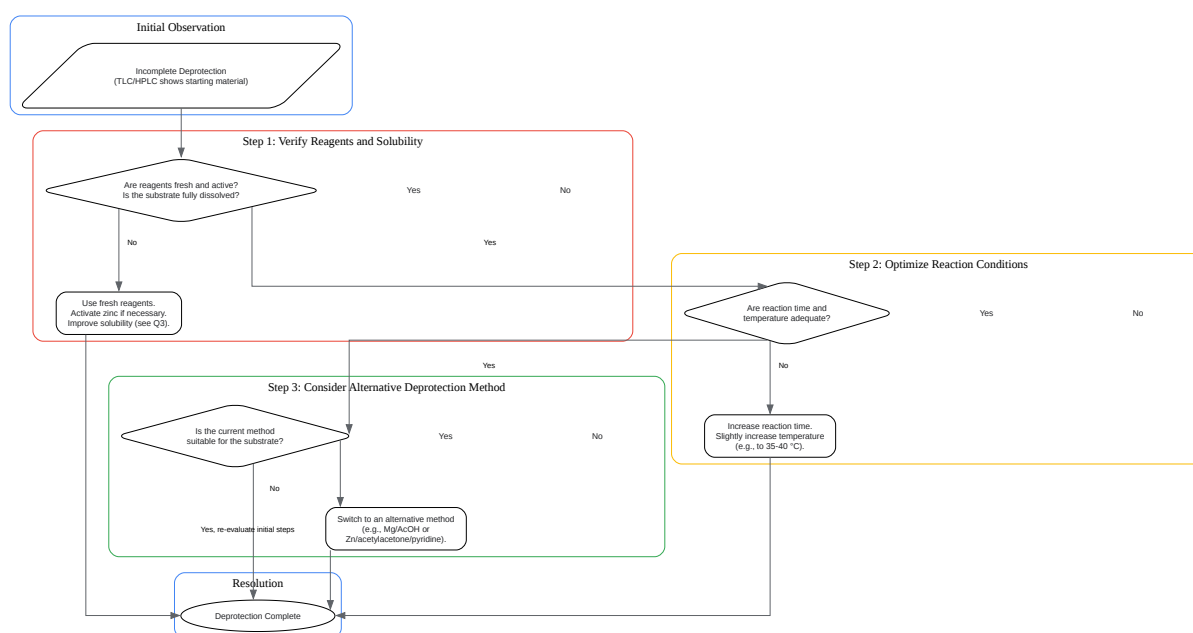 Initial Observation
Incomplete Deprotection
(TLC/HPLC shows starting material)
Step 1: Verify Reagents and Solubility
Are reagents fresh and active?
Is the substrate fully dissolved?
Yes
No
No
Yes
Use fresh reagents.
Activate zinc if necessary.
Improve solubility (see Q3).
Step 2: Optimize Reaction Conditions
Are reaction time and
temperature adequate?
Yes
No
Yes
No
Increase reaction time.
Slightly increase temperature
(e.g., to 35-40 °C).
Step 3: Consider Alternative Deprotection Method
Is the current method
suitable for the substrate?
Yes
No
No
Yes, re-evaluate initial steps
Switch to an alternative method
(e.g., Mg/AcOH or
Zn/acetylacetone/pyridine).
Resolution
Deprotection Complete